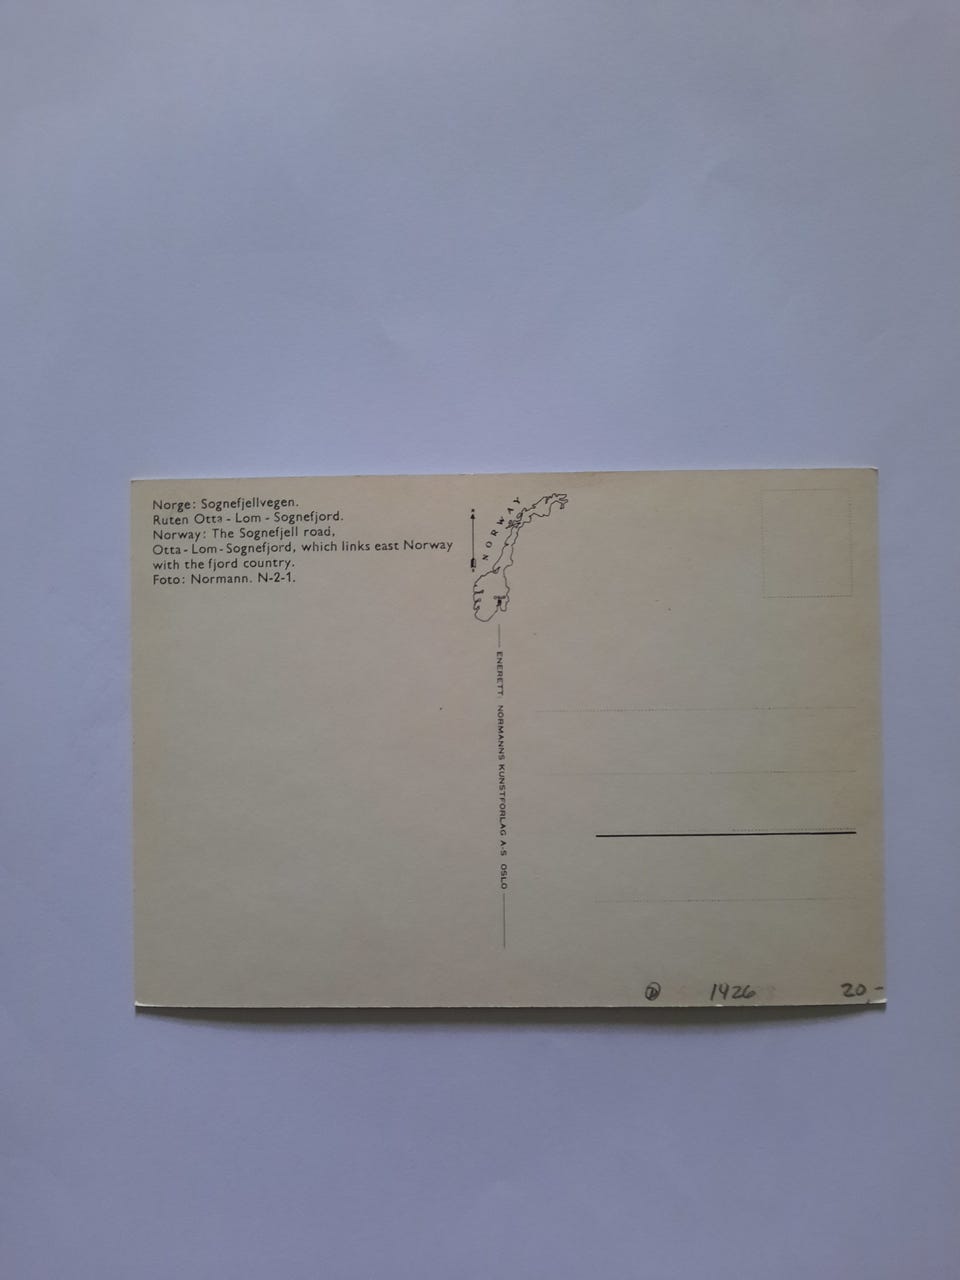 Norge: Sognefjellvegen.
Ruten Otta - Lom - Sognefjord.
Norway: The Sognefjell road,
Otta - Lom - Sognefjord, which links east Norway
with the fjord country.
Foto: Normann. N-2-1.
NORWAY
ENERETT: NORMANNS KUNSTFORLAG A-S OSLO
1426
20,-